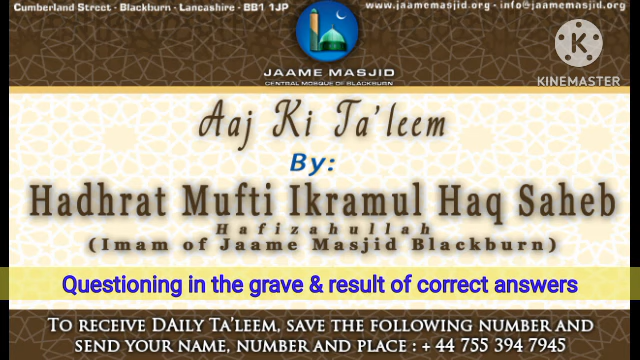 Cumberland Street - Blackburn - Lancashire - BB1 1JP
www.jaamemasjid.org - info@jaamemasjid.org
KINEMASTER
JAAME MASJID
CENTRAL MOSQUE OF BLACKBURN
Aaj Ki Ta'leem
By:
Hadhrat Mufti Ikramul Haq Saheb
Hafizahullah
(Imam of Jaame Masjid Blackburn)
Questioning in the grave & result of correct answers
TO RECEIVE DAILY TA'LEEM, SAVE THE FOLLOWING NUMBER AND
SEND YOUR NAME, NUMBER AND PLACE : + 44 755 394 7945